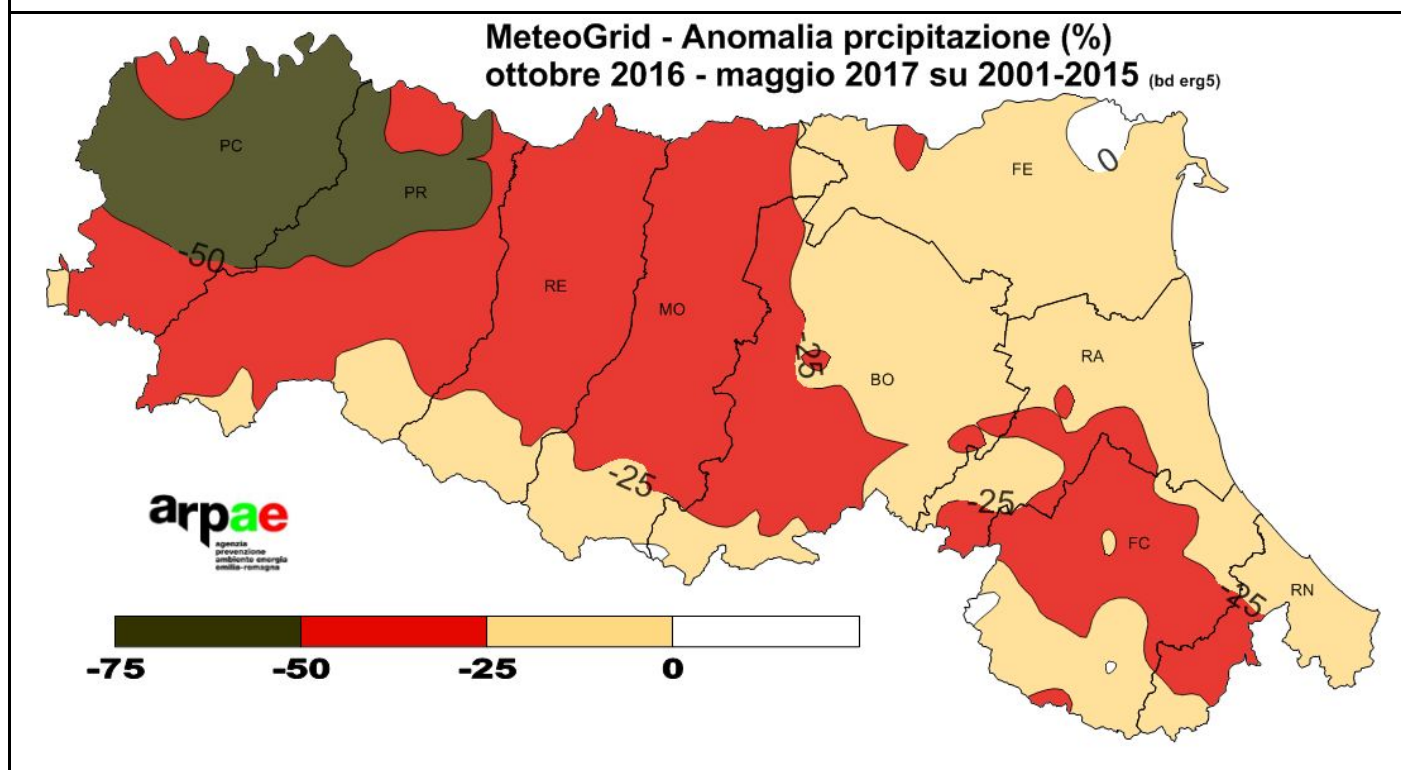 MeteoGrid - Anomalia prcipitazione (%)
ottobre 2016 - maggio 2017 su 2001-2015 (bd erg5)
PC
PR
RE
MO
FE
0
BO
RA
FC
RN
-50
-25
-25
-25
-25
arpae
agenzia
prevenzione
ambiente energia
emilia-romagna
-75 -50 -25 0